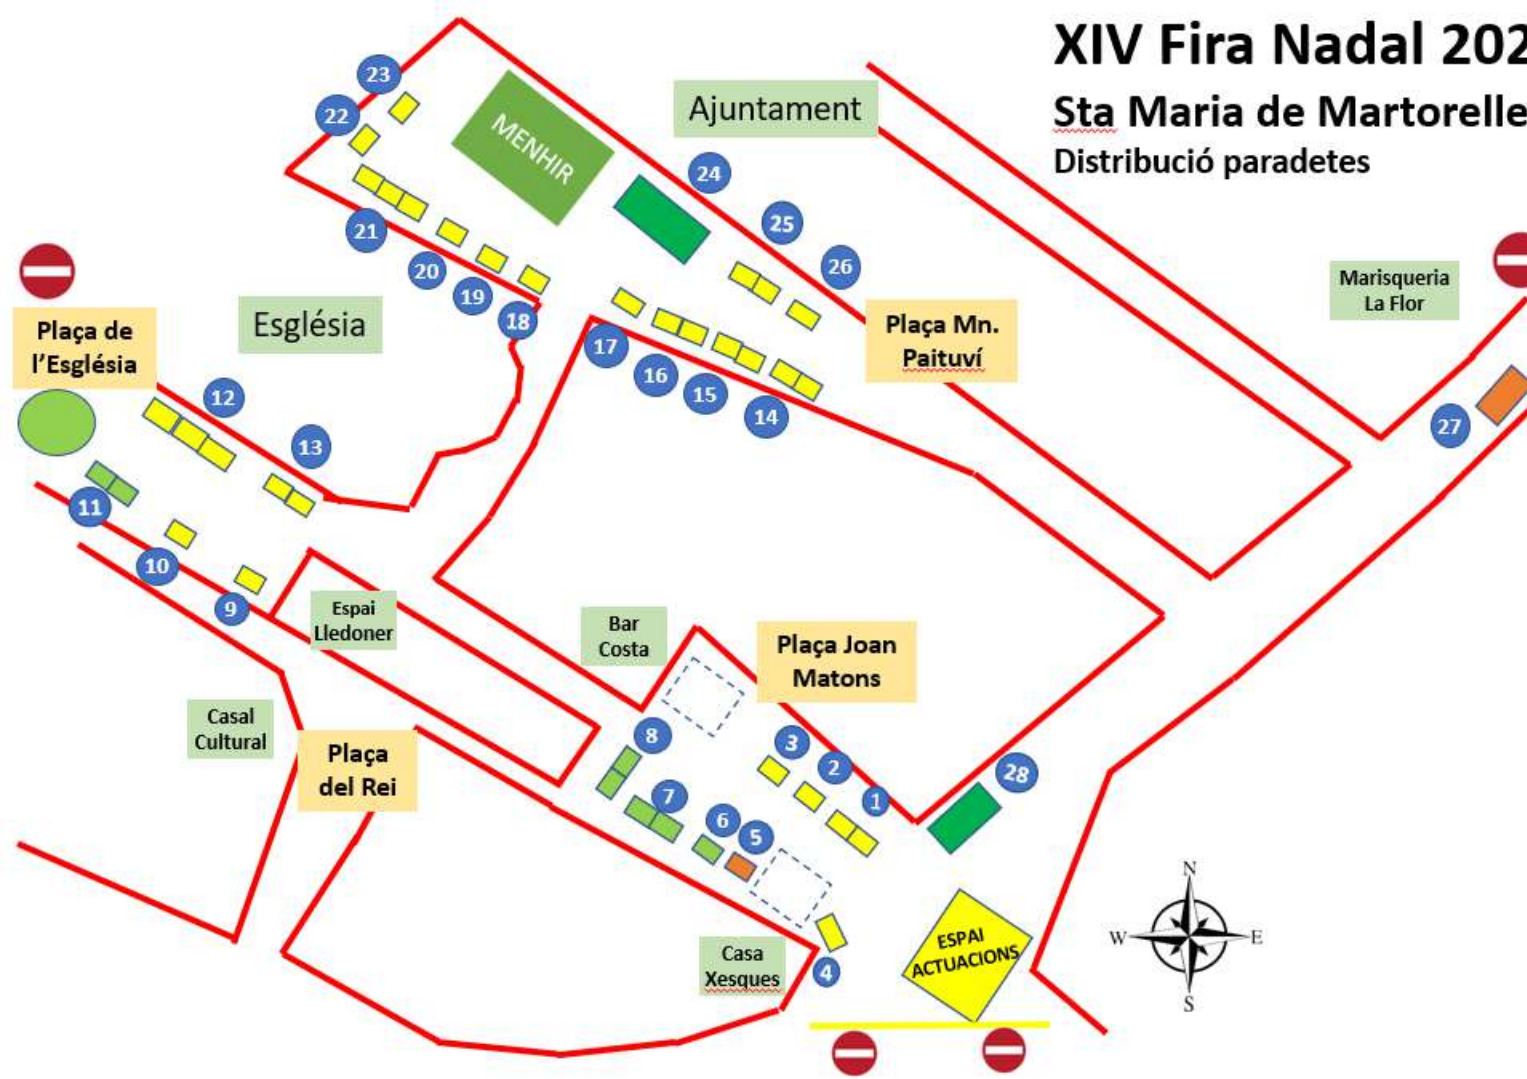 XIV Fira Nadal 202
Sta Maria de Martorelle
Distribució paradetes
23
22
MENHIR
Ajuntament
24
25
26
21
20
19
18
Església
Plaça de
l'Església
Plaça Mn.
Paituví
Marisqueria
La Flor
17
16
15
14
27
12
13
11
10
9
Espai
Lledoner
Bar
Costa
Plaça Joan
Matons
Casal
Cultural
Plaça
del Rei
8
3
2
1
28
7
6
5
4
Casa
Xesques
ESPAI
ACTUACIONS
N
W
E
S